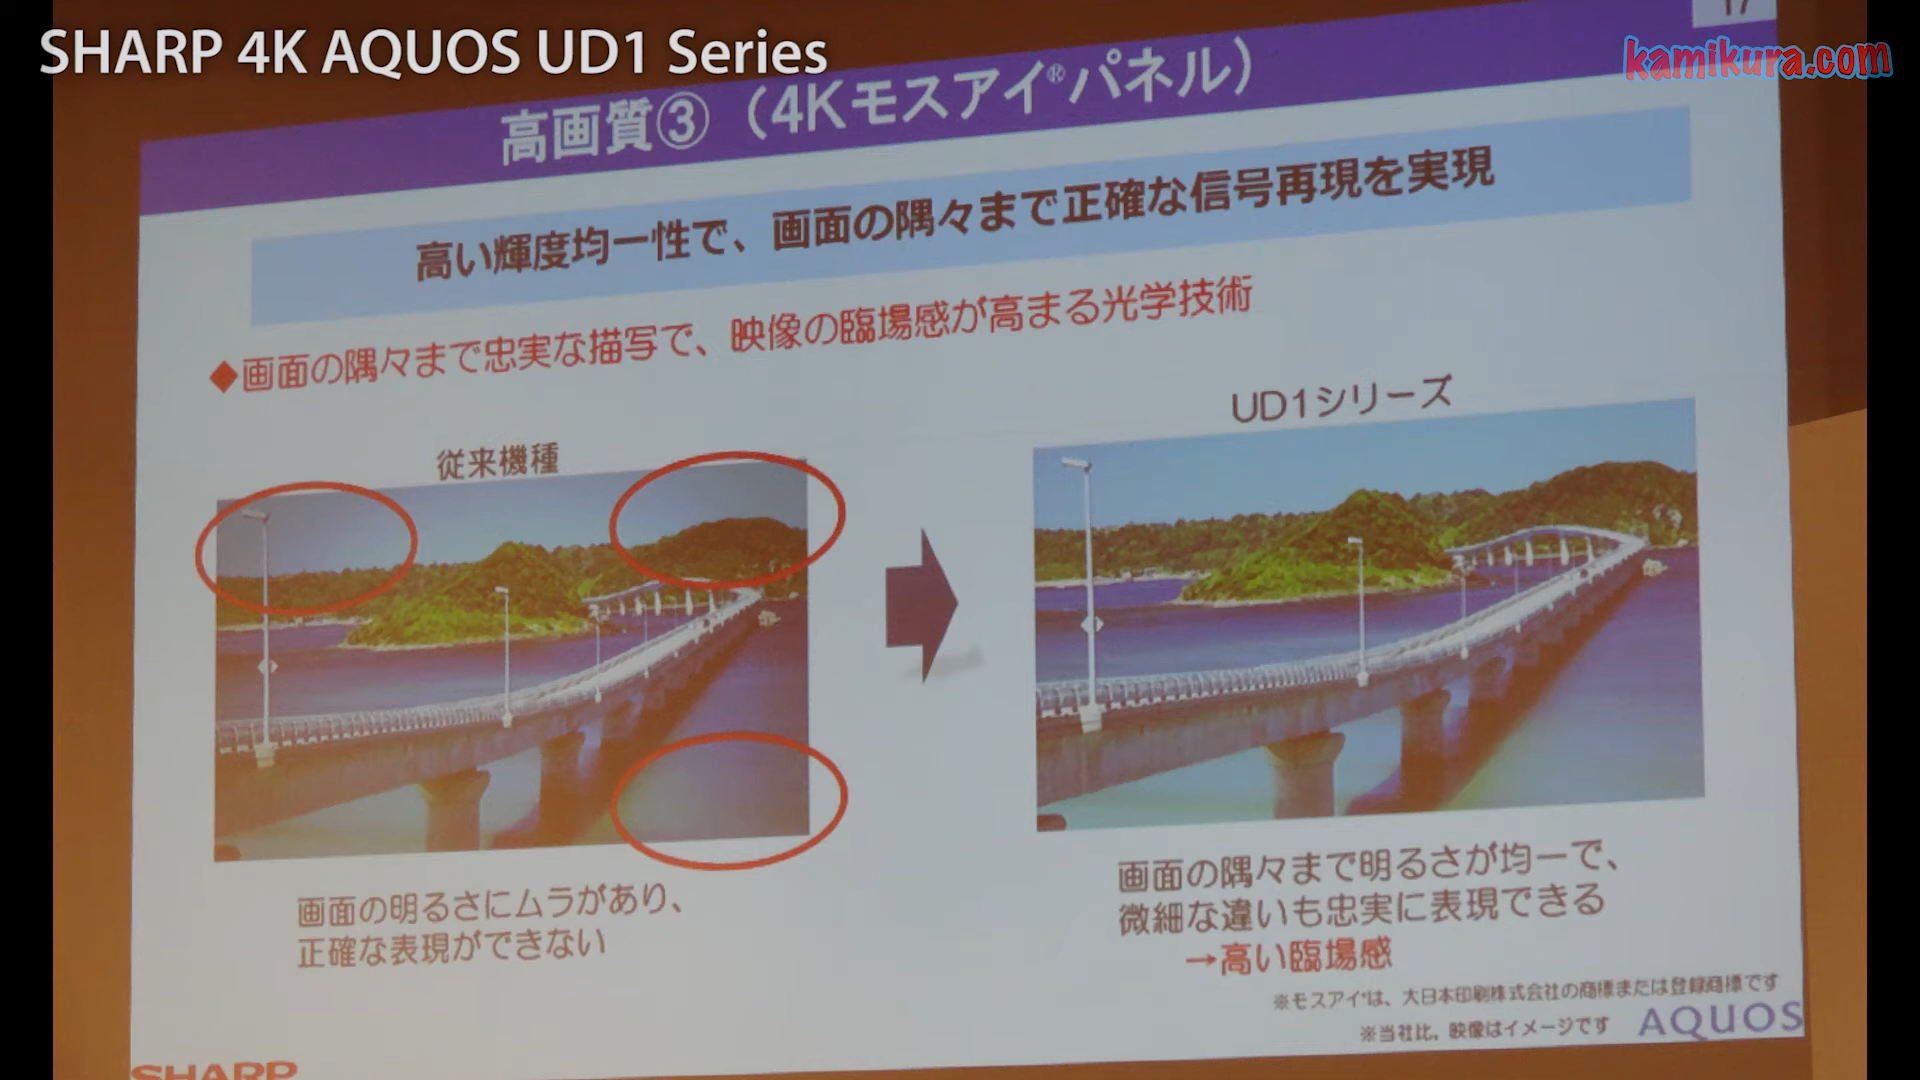 SHARP 4K AQUOS UD1 Series
kamikura.com
17
高画質③（4Kモスアイ®パネル）
高い輝度均一性で、画面の隅々まで正確な信号再現を実現
◆画面の隅々まで忠実な描写で、映像の臨場感が高まる光学技術
従来機種
UD1シリーズ
画面の明るさにムラがあり、
正確な表現ができない
画面の隅々まで明るさが均一で、
微細な違いも忠実に表現できる
→高い臨場感
※モスアイ®は、大日本印刷株式会社の商標または登録商標です
※当社比。映像はイメージです
AQUOS
SHARP